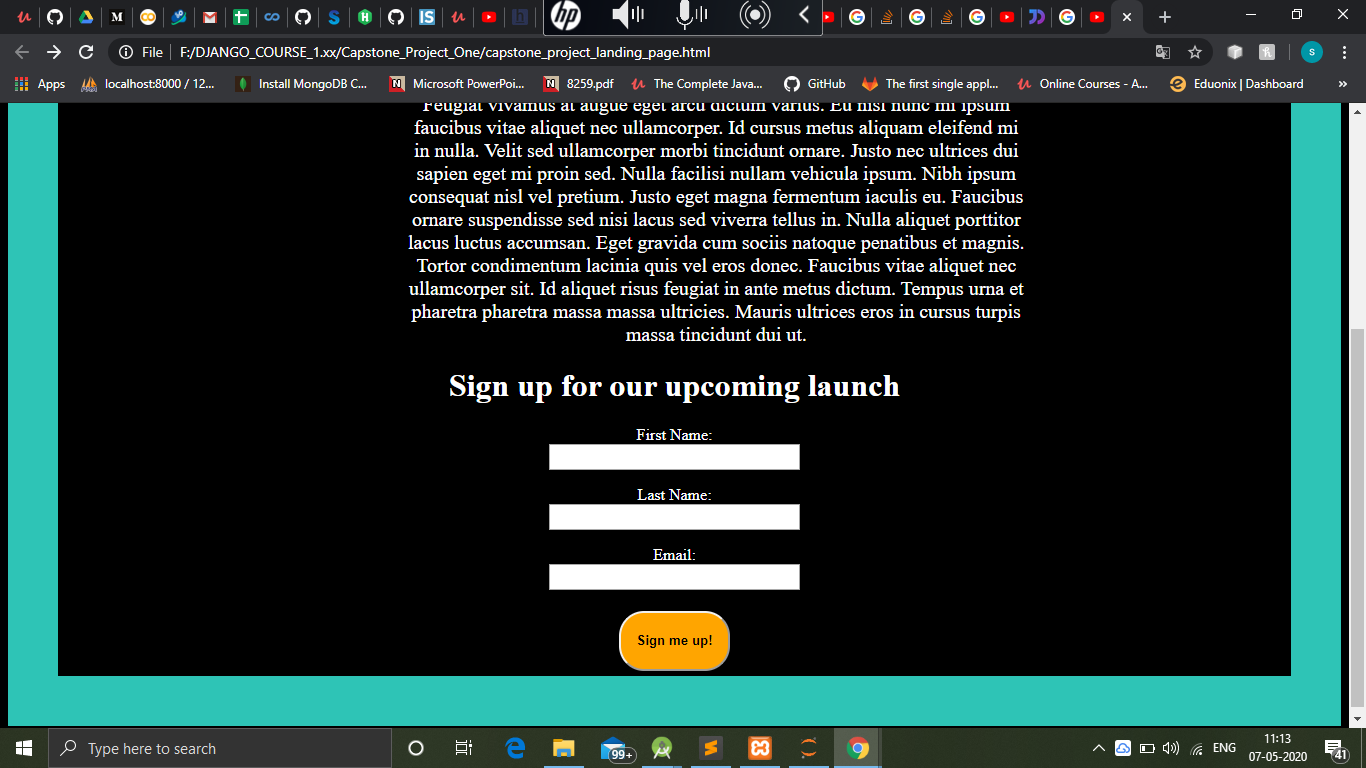 File
F:/DJANGO_COURSE_1.xx/Capstone_Project_One/capstone_project_landing_page.html
s
Apps
localhost:8000 / 12...
Install MongoDB C...
Microsoft PowerPoi...
8259.pdf
The Complete Java...
GitHub
The first single appl...
Online Courses - A...
Eduonix | Dashboard
»
Feugiat vivamus at augue eget arcu dictum varius. Eu nisl nunc mi ipsum
faucibus vitae aliquet nec ullamcorper. Id cursus metus aliquam eleifend mi
in nulla. Velit sed ullamcorper morbi tincidunt ornare. Justo nec ultrices dui
sapien eget mi proin sed. Nulla facilisi nullam vehicula ipsum. Nibh ipsum
consequat nisl vel pretium. Justo eget magna fermentum iaculis eu. Faucibus
ornare suspendisse sed nisi lacus sed viverra tellus in. Nulla aliquet porttitor
lacus luctus accumsan. Eget gravida cum sociis natoque penatibus et magnis.
Tortor condimentum lacinia quis vel eros donec. Faucibus vitae aliquet nec
ullamcorper sit. Id aliquet risus feugiat in ante metus dictum. Tempus urna et
pharetra pharetra massa massa ultricies. Mauris ultrices eros in cursus turpis
massa tincidunt dui ut.
Sign up for our upcoming launch
First Name:
Last Name:
Email:
Sign me up!
Type here to search
99+
ENG
11:13
07-05-2020
41